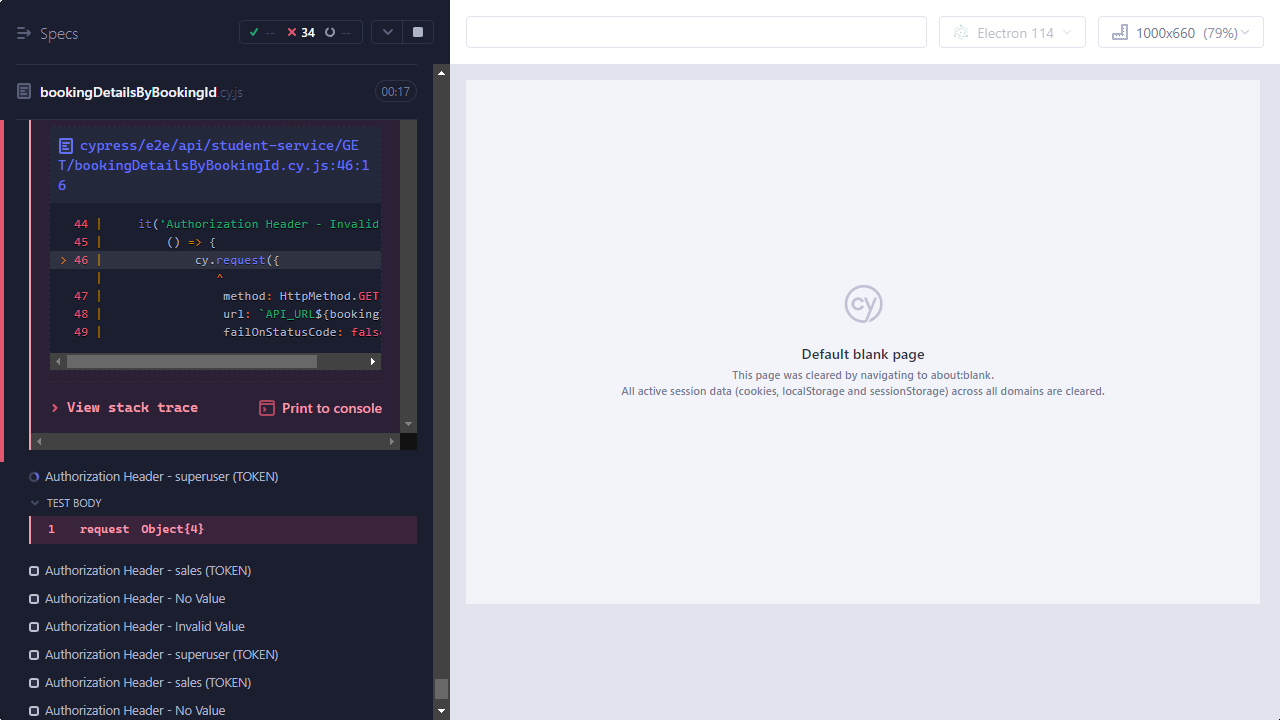 Specs
-- 34 --
Electron 114
1000x660 (79%)
bookingDetailsByBookingId.cy.js
00:17
cypress/e2e/api/student-service/GE
T/bookingDetailsByBookingId.cy.js:46:1
6
44 | it('Authorization Header - Invalid
45 | () => {
> 46 | cy.request({
| ^
47 | method: HttpMethod.GET
48 | url: `API_URL${booking
49 | failOnStatusCode: false
> View stack trace
Print to console
Authorization Header - superuser (TOKEN)
TEST BODY
1 request Object{4}
Authorization Header - sales (TOKEN)
Authorization Header - No Value
Authorization Header - Invalid Value
Authorization Header - superuser (TOKEN)
Authorization Header - sales (TOKEN)
Authorization Header - No Value
cy
Default blank page
This page was cleared by navigating to about:blank.
All active session data (cookies, localStorage and sessionStorage) across all domains are cleared.